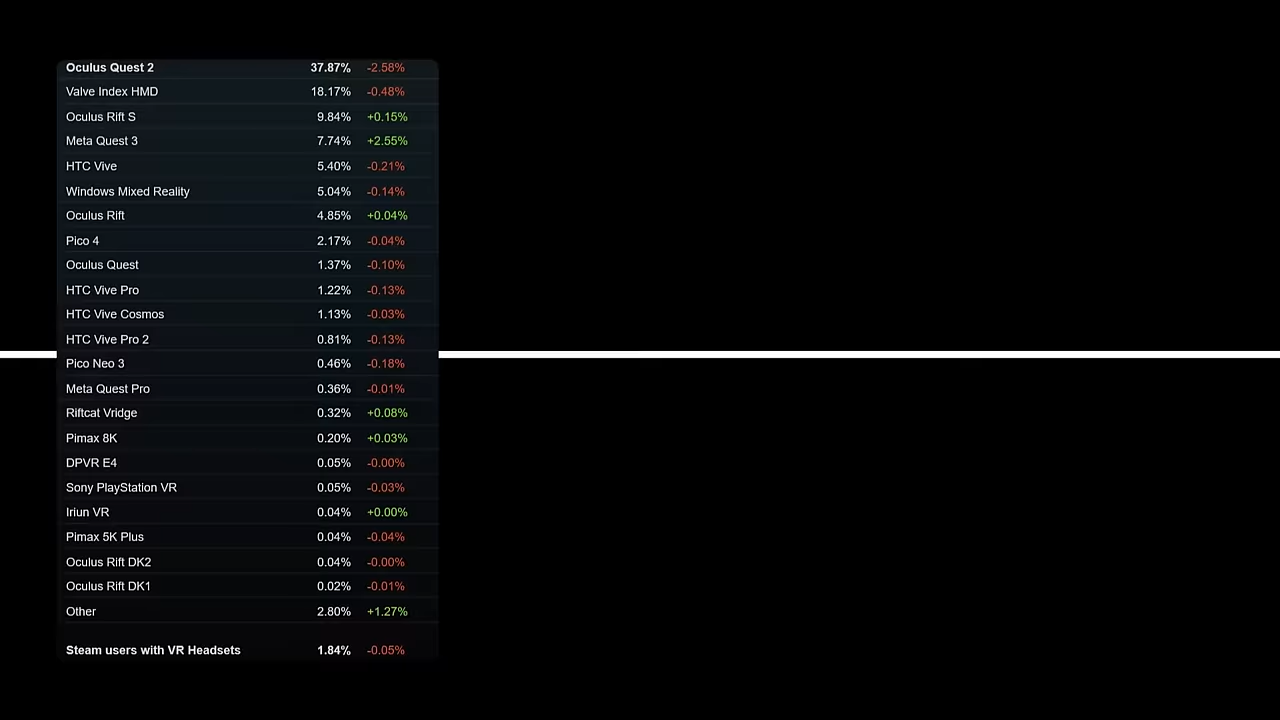 Oculus Quest 2 37.87% -2.58%
Valve Index HMD 18.17% -0.48%
Oculus Rift S 9.84% +0.15%
Meta Quest 3 7.74% +2.55%
HTC Vive 5.40% -0.21%
Windows Mixed Reality 5.04% -0.14%
Oculus Rift 4.85% +0.04%
Pico 4 2.17% -0.04%
Oculus Quest 1.37% -0.10%
HTC Vive Pro 1.22% -0.13%
HTC Vive Cosmos 1.13% -0.03%
HTC Vive Pro 2 0.81% -0.13%
Pico Neo 3 0.46% -0.18%
Meta Quest Pro 0.36% -0.01%
Riftcat Vridge 0.32% +0.08%
Pimax 8K 0.20% +0.03%
DPVR E4 0.05% -0.00%
Sony PlayStation VR 0.05% -0.03%
Iriun VR 0.04% +0.00%
Pimax 5K Plus 0.04% -0.04%
Oculus Rift DK2 0.04% -0.00%
Oculus Rift DK1 0.02% -0.01%
Other 2.80% +1.27%
Steam users with VR Headsets 1.84% -0.05%